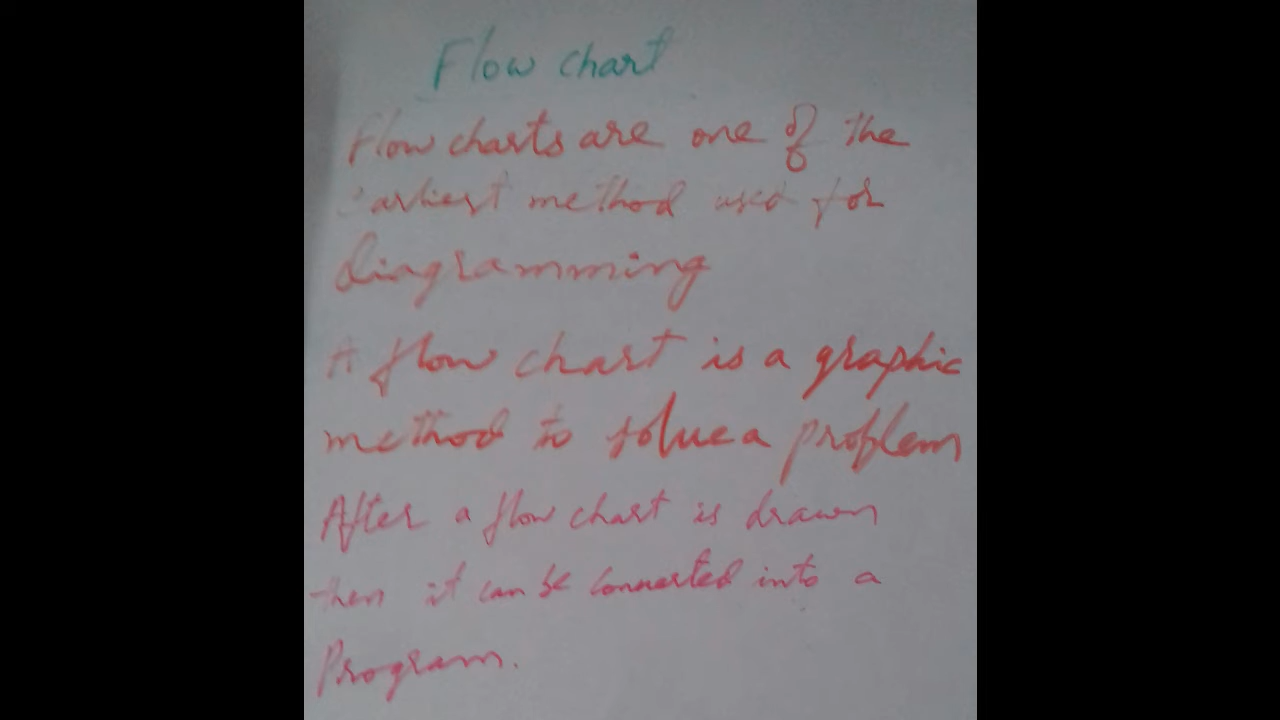 Flow chart
Flow charts are one of the
Earliest method used for
Diagramming
A flow chart is a graphic
method to solve a problem
After a flow chart is drawn
then it can be converted into a
Program.